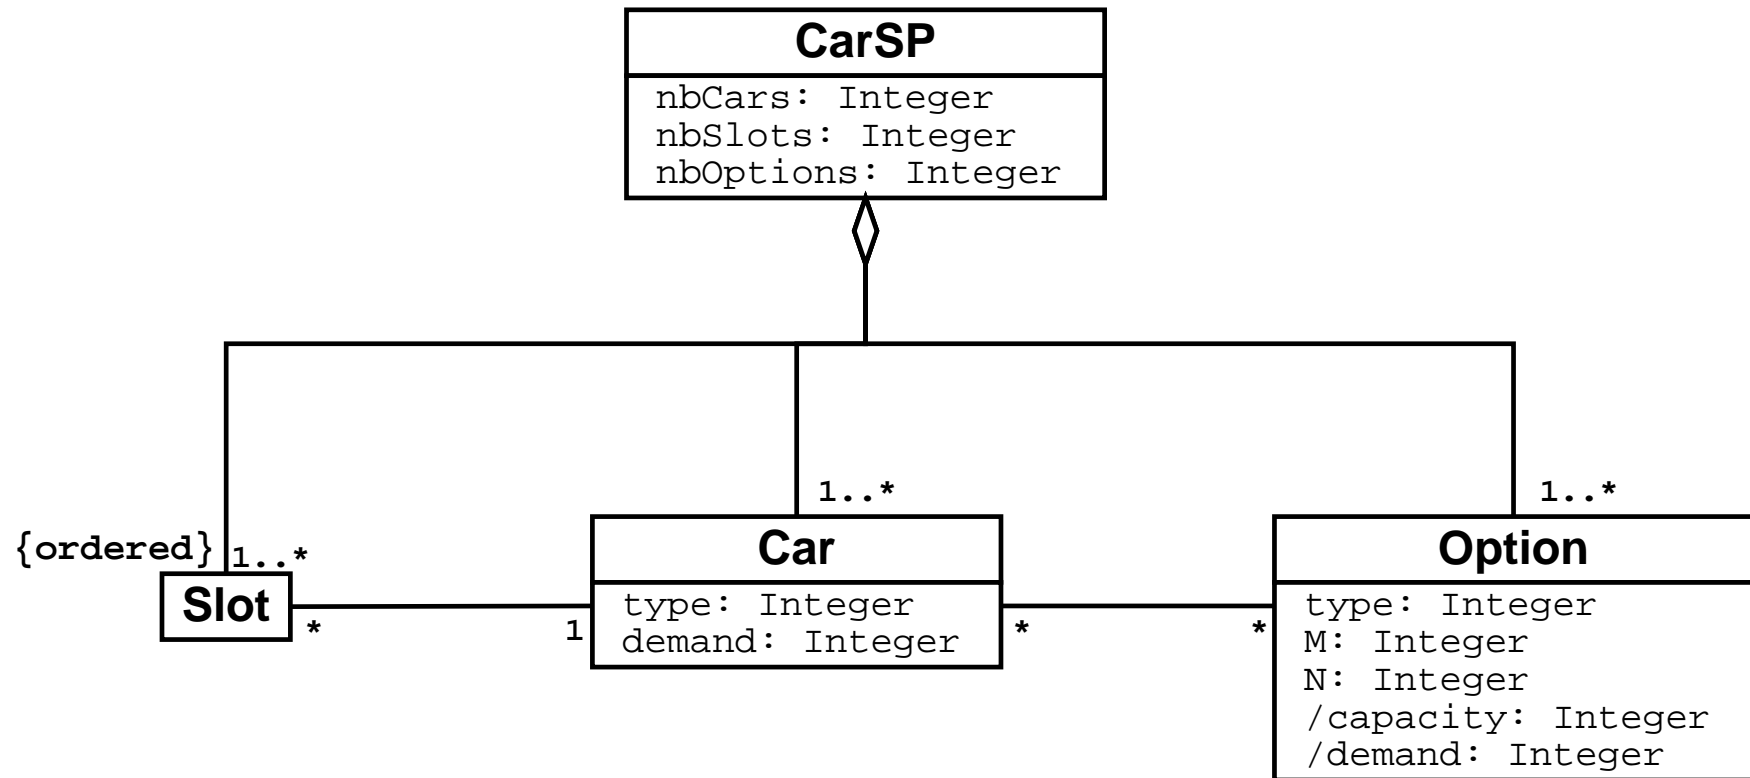 CarSP
nbCars: Integer
nbSlots: Integer
nbOptions: Integer
1..*
1..*
{ordered}
1..*
Slot
*
1
Car
type: Integer
demand: Integer
*
*
Option
type: Integer
M: Integer
N: Integer
/capacity: Integer
/demand: Integer